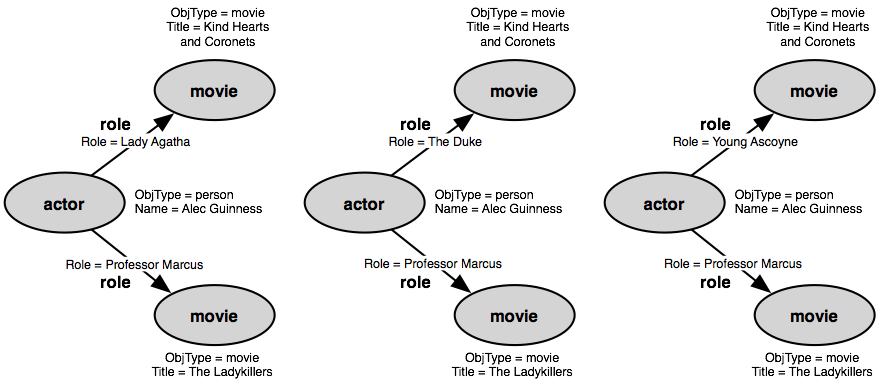 ObjType = movie
Title = Kind Hearts
and Coronets
movie
role
Role = Lady Agatha
actor
ObjType = person
Name = Alec Guinness
Role = Professor Marcus
role
movie
ObjType = movie
Title = The Ladykillers
ObjType = movie
Title = Kind Hearts
and Coronets
movie
role
Role = The Duke
actor
ObjType = person
Name = Alec Guinness
Role = Professor Marcus
role
movie
ObjType = movie
Title = The Ladykillers
ObjType = movie
Title = Kind Hearts
and Coronets
movie
role
Role = Young Ascoyne
actor
ObjType = person
Name = Alec Guinness
Role = Professor Marcus
role
movie
ObjType = movie
Title = The Ladykillers